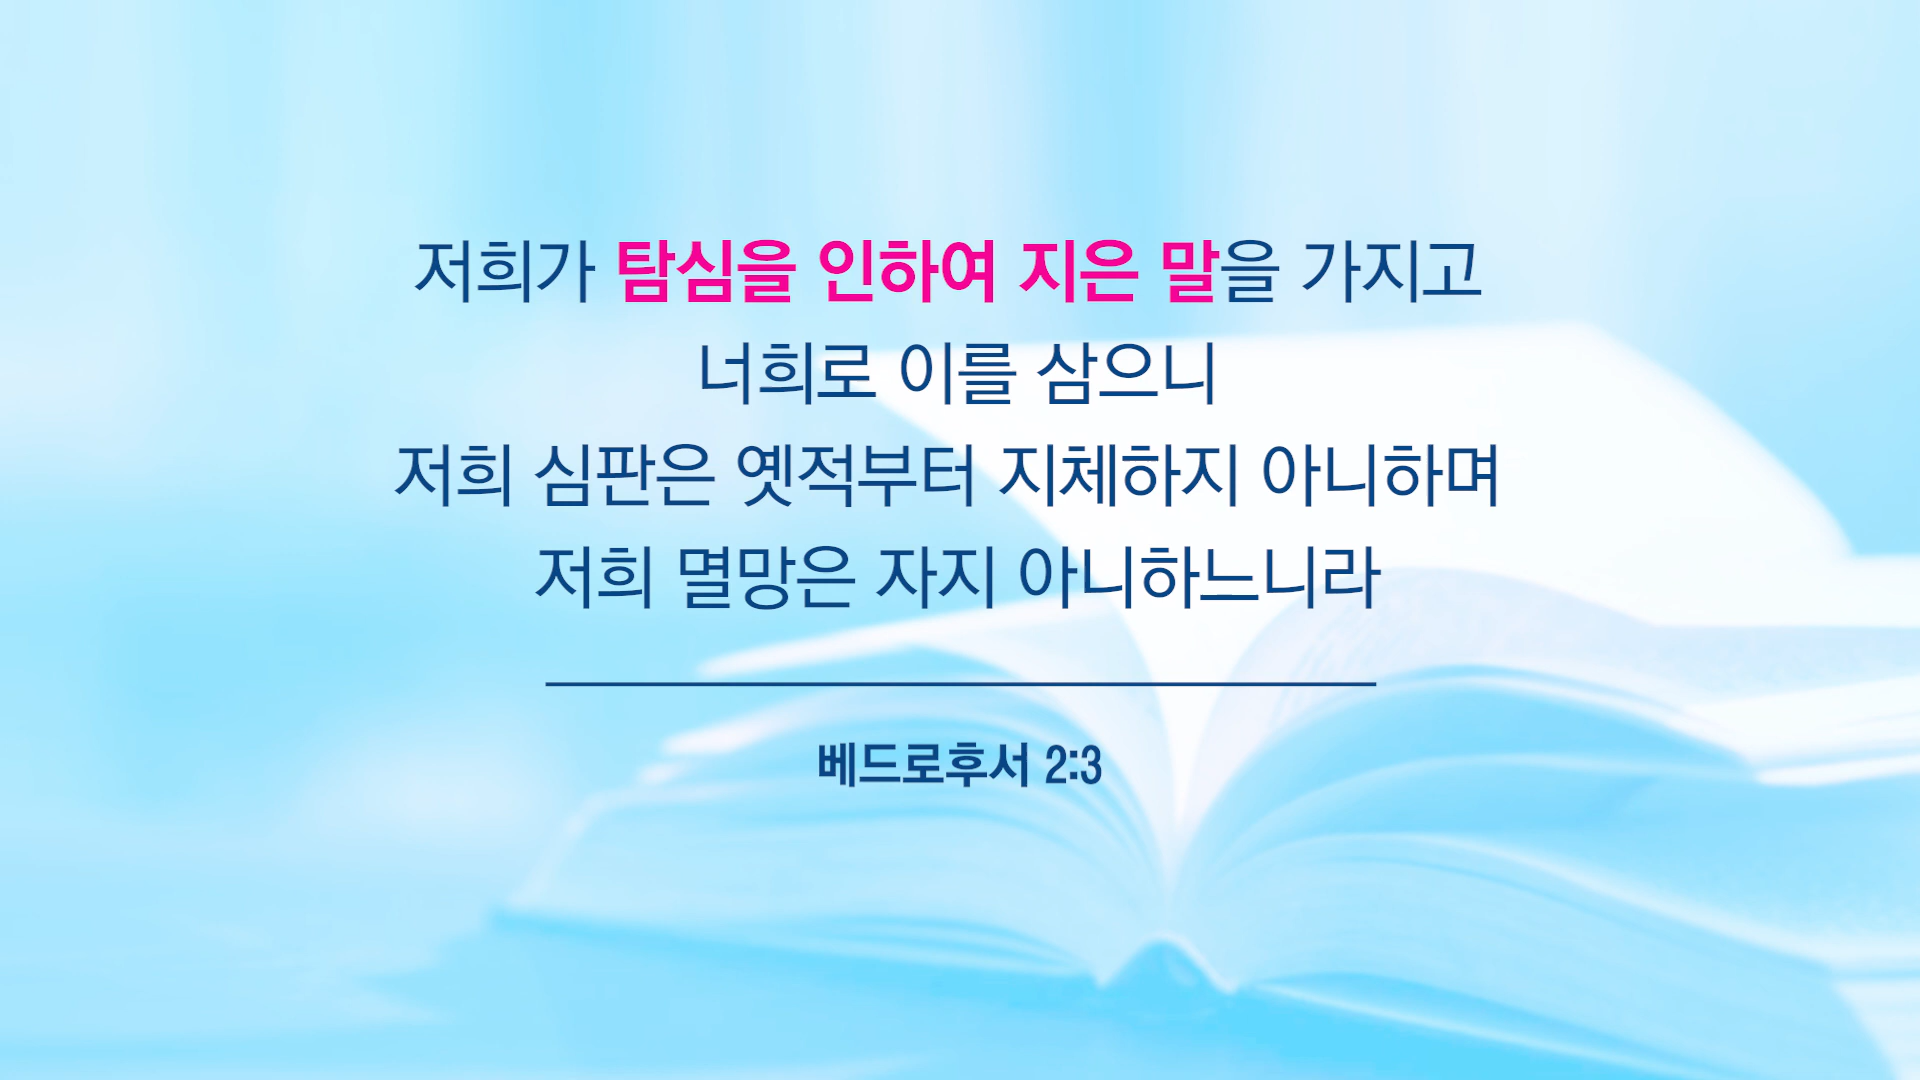 저희가 탐심을 인하여 지은 말을 가지고
너희로 이를 삼으니
저희 심판은 옛적부터 지체하지 아니하며
저희 멸망은 자지 아니하느니라
베드로후서 2:3